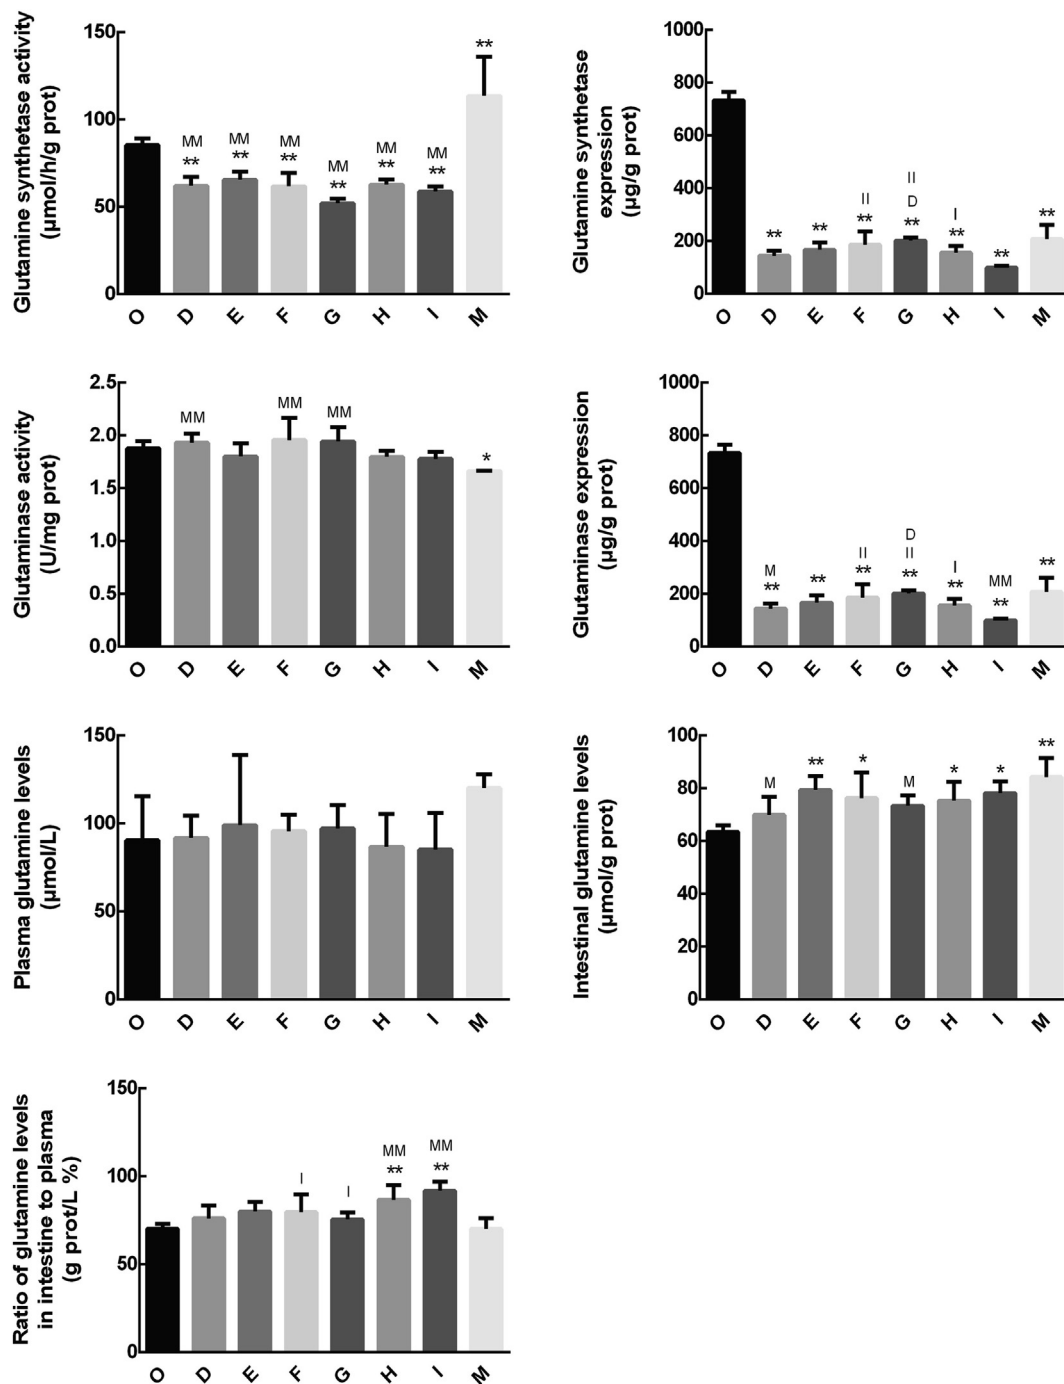 Glutamine synthetase activity
(μmol/h/g prot)
150
100
50
0
MM
**
MM
**
MM
**
MM
**
MM
**
MM
**
**
O D E F G H I M
Glutamine synthetase
expression
(μg/g prot)
1000
800
600
400
200
0
**
**
II
**
II
D
**
I
**
**
**
O D E F G H I M
Glutaminase activity
(U/mg prot)
2.5
2.0
1.5
1.0
0.5
0.0
MM
MM
MM
*
O D E F G H I M
Glutaminase expression
(μg/g prot)
1000
800
600
400
200
0
M
**
**
II
**
D
II
**
I
**
MM
**
**
O D E F G H I M
Plasma glutamine levels
(μmol/L)
150
100
50
0
O D E F G H I M
Intestinal glutamine levels
(μmol/g prot)
100
80
60
40
20
0
M
**
*
M
*
*
**
O D E F G H I M
Ratio of glutamine levels
in intestine to plasma
(g prot/L %)
150
100
50
0
I
I
MM
**
MM
**
O D E F G H I M